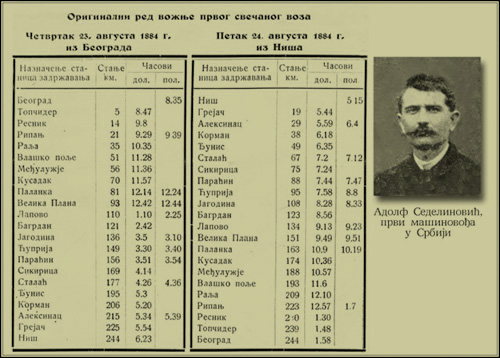 Оригинални ред вожње првог свечаног воза
Четвртак 23. августа 1884 г.
из Београда
Назначење ста-
ница задржавања
Стање
км.
Часови
дол. пол
Београд 8.35
Топчидер 5 8.47
Ресник 14 9.8
Рипањ 21 9.29 9 39
Раља 35 10.35
Влашко поље 51 11.28
Међулужје 56 11.36
Кусадак 70 11.57
Паланка 81 12.14 12.24
Велика Плана 93 12.42 12.44
Лапово 110 1.10 2.25
Багрдан 121 2.42
Јагодина 136 3.5 3.10
Ћуприја 149 3.30 3.40
Параћин 156 3.51 3.54
Сикирица 169 4.14
Сталаћ 177 4.26 4.36
Ђунис 195 5.3
Корман 206 5.20
Алексинац 215 5.34 5.39
Грејач 225 5.54
Ниш 244 6.23
Петак 24. августа 1884 г.
из Ниша
Назначење ста-
ница задржавања
Стање
км.
Часови
дол. пол.
Ниш 5 15
Грејач 19 5.44
Алексинац 29 5.59 6.4
Корман 38 6.18
Ђунис 49 6.35
Сталаћ 67 7.2 7.12
Сикирица 75 7.24
Параћин 88 7.44 7.47
Ћуприја 95 7.58 8.8
Јагодина 108 8.28 8.33
Багрдан 123 8.56
Лапово 134 9.13 9.23
Велика Плана 151 9.49 9.51
Паланка 163 10.9 10.19
Кусадак 174 10.36
Међулужје 188 10.57
Влашко поље 193 11.6
Раља 209 12.10
Рипањ 223 12.57 1.7
Ресник 230 1.30
Топчидер 239 1.48
Београд 244 1.58
Адолф Седелиновић,
први машиновођа
у Србији